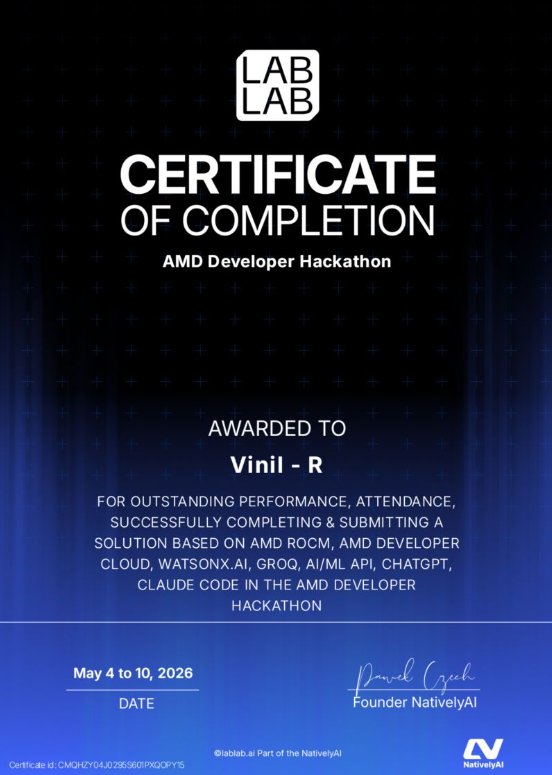 LAB
LAB
CERTIFICATE
OF COMPLETION
AMD Developer Hackathon
AWARDED TO
Vinil - R
FOR OUTSTANDING PERFORMANCE, ATTENDANCE,
SUCCESSFULLY COMPLETING & SUBMITTING A
SOLUTION BASED ON AMD ROCM, AMD DEVELOPER
CLOUD, WATSONX.AI, GROQ, AI/ML API, CHATGPT,
CLAUDE CODE IN THE AMD DEVELOPER
HACKATHON
May 4 to 10, 2026
DATE
Pawel Czech
Founder NativelyAI
©lablab.ai Part of the NativelyAI
NativelyAI
Certificate id: CMQHZY04J0295S601PXQOPY15